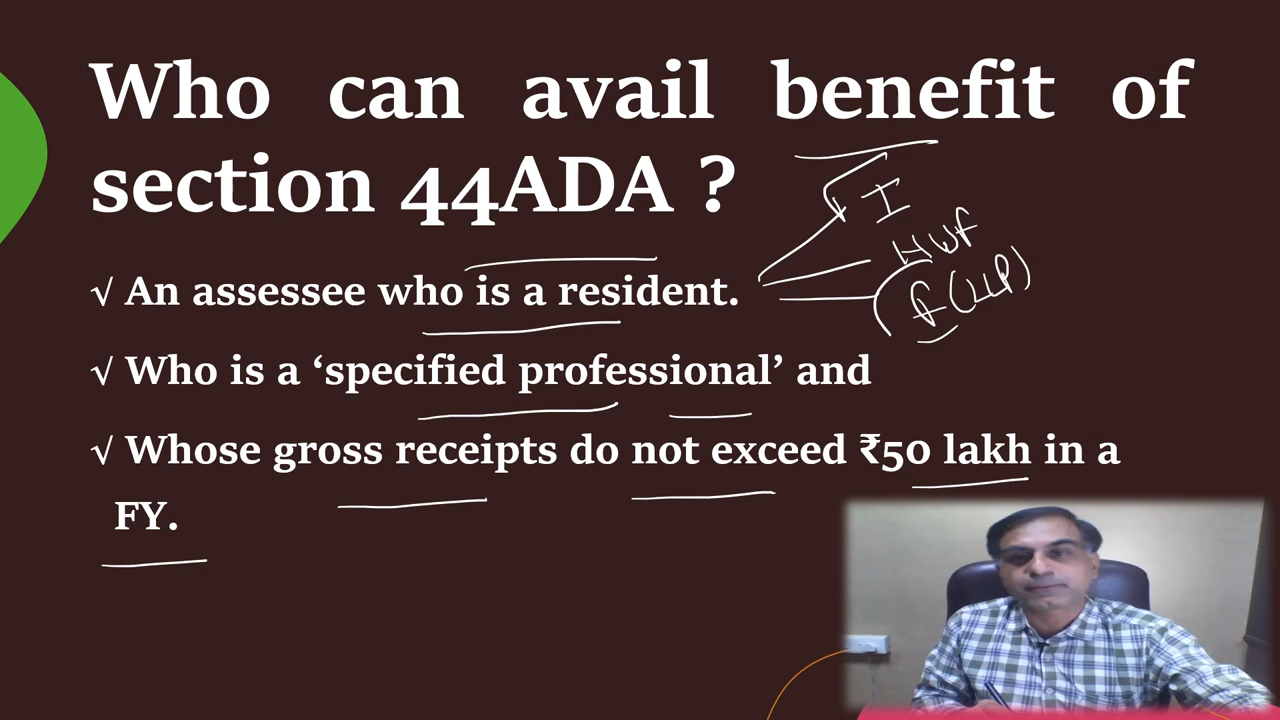 Who can avail benefit of
section 44ADA ?
I
HUF
√ An assessee who is a resident.
F (LLP)
√ Who is a ‘specified professional’ and
√ Whose gross receipts do not exceed ₹50 lakh in a
FY.